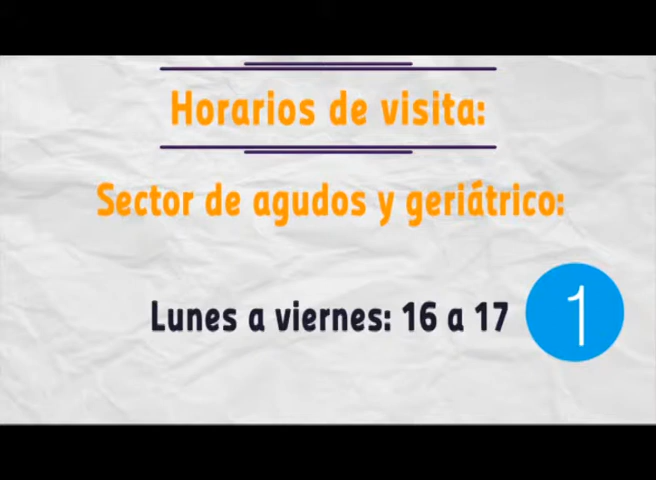 Horarios de visita:
Sector de agudos y geriátrico:
Lunes a viernes: 16 a 17
1